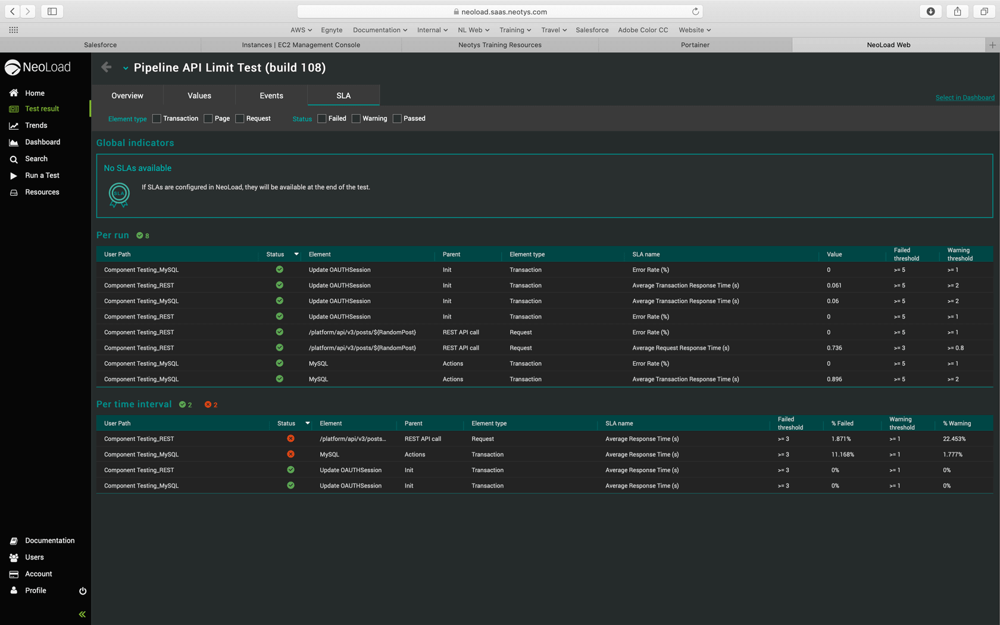 neoload.saas.neotys.com
AWS Egnyte Documentation Internal NL Web Training Travel Salesforce Adobe Color CC Website
Salesforce Instances | EC2 Management Console Neotys Training Resources Portainer NeoLoad Web
NeoLoad
Pipeline API Limit Test (build 108)
Home
Test result
Trends
Dashboard
Search
Run a Test
Resources
Overview Values Events SLA
Select in Dashboard
Element type Transaction Page Request Status Failed Warning Passed
Global indicators
No SLAs available
SLA
If SLAs are configured in NeoLoad, they will be available at the end of the test.
Per run 8
User Path Status Element Parent Element type SLA name Value Failed threshold Warning threshold
Component Testing_MySQL Update OAUTHSession Init Transaction Error Rate (%) 0 >= 5 >= 1
Component Testing_REST Update OAUTHSession Init Transaction Average Transaction Response Time (s) 0.061 >= 5 >= 2
Component Testing_MySQL Update OAUTHSession Init Transaction Average Transaction Response Time (s) 0.06 >= 5 >= 2
Component Testing_REST Update OAUTHSession Init Transaction Error Rate (%) 0 >= 5 >= 1
Component Testing_REST /platform/api/v3/posts/${RandomPost} REST API call Request Error Rate (%) 0 >= 5 >= 1
Component Testing_REST /platform/api/v3/posts/${RandomPost} REST API call Request Average Request Response Time (s) 0.736 >= 3 >= 0.8
Component Testing_MySQL MySQL Actions Transaction Error Rate (%) 0 >= 5 >= 1
Component Testing_MySQL MySQL Actions Transaction Average Transaction Response Time (s) 0.896 >= 5 >= 2
Per time interval 2 2
User Path Status Element Parent Element type SLA name Failed threshold % Failed Warning threshold % Warning
Component Testing_REST /platform/api/v3/posts... REST API call Request Average Response Time (s) >= 3 1.871% >= 1 22.453%
Component Testing_MySQL MySQL Actions Transaction Average Response Time (s) >= 3 11.168% >= 1 1.777%
Component Testing_REST Update OAUTHSession Init Transaction Average Response Time (s) >= 3 0% >= 1 0%
Component Testing_MySQL Update OAUTHSession Init Transaction Average Response Time (s) >= 3 0% >= 1 0%
Documentation
Users
Account
Profile